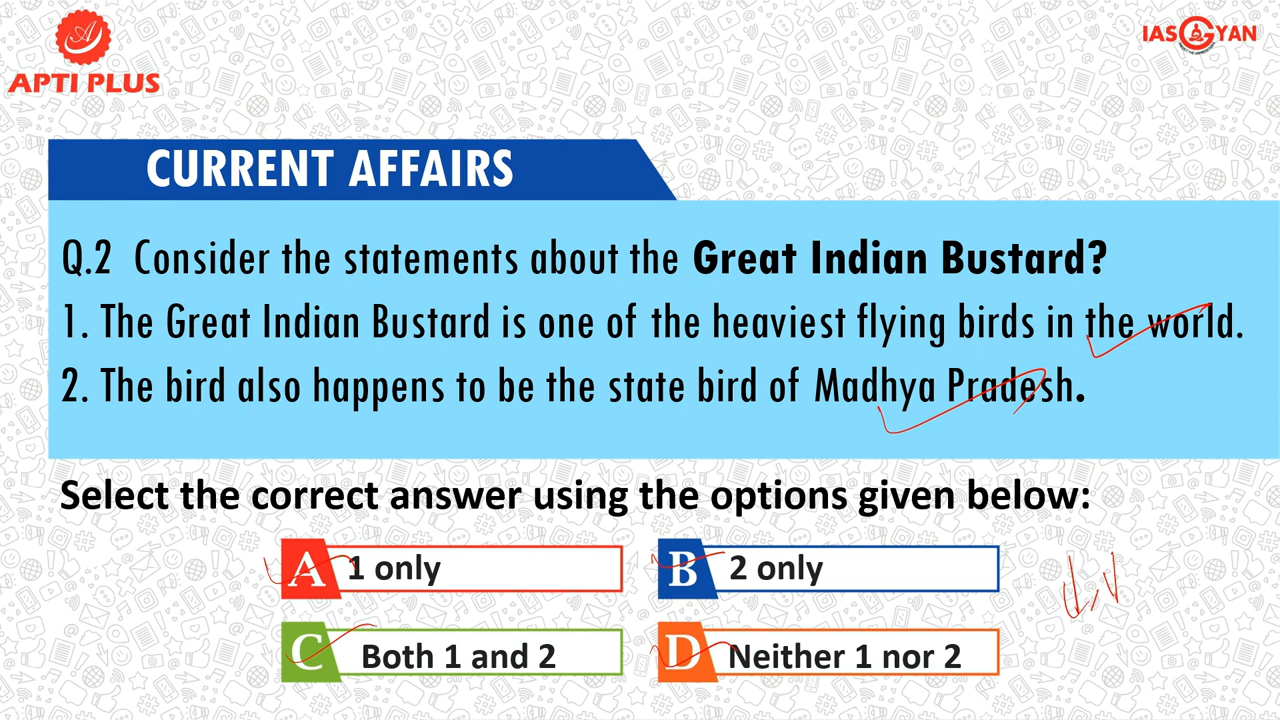 APTI PLUS
IAS GYAN
CURRENT AFFAIRS
Q.2 Consider the statements about the Great Indian Bustard?
1. The Great Indian Bustard is one of the heaviest flying birds in the world.
2. The bird also happens to be the state bird of Madhya Pradesh.
Select the correct answer using the options given below:
A 1 only
B 2 only
C Both 1 and 2
D Neither 1 nor 2